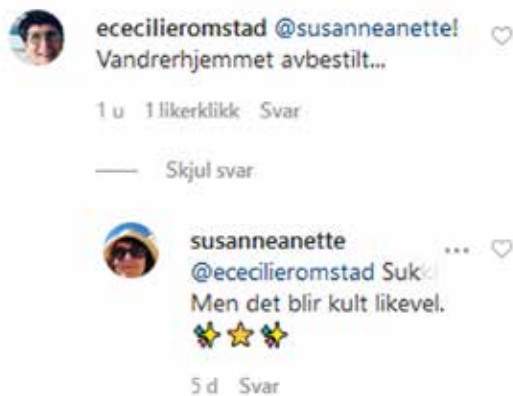 ececilieromstad @susanneanette!
Vandrerhjemmet avbestilt...
1 u 1 likerklikk Svar
Skjul svar
susanneanette
@ececilieromstad Sukk
Men det blir kult likevel.
✨⭐✨
5 d Svar